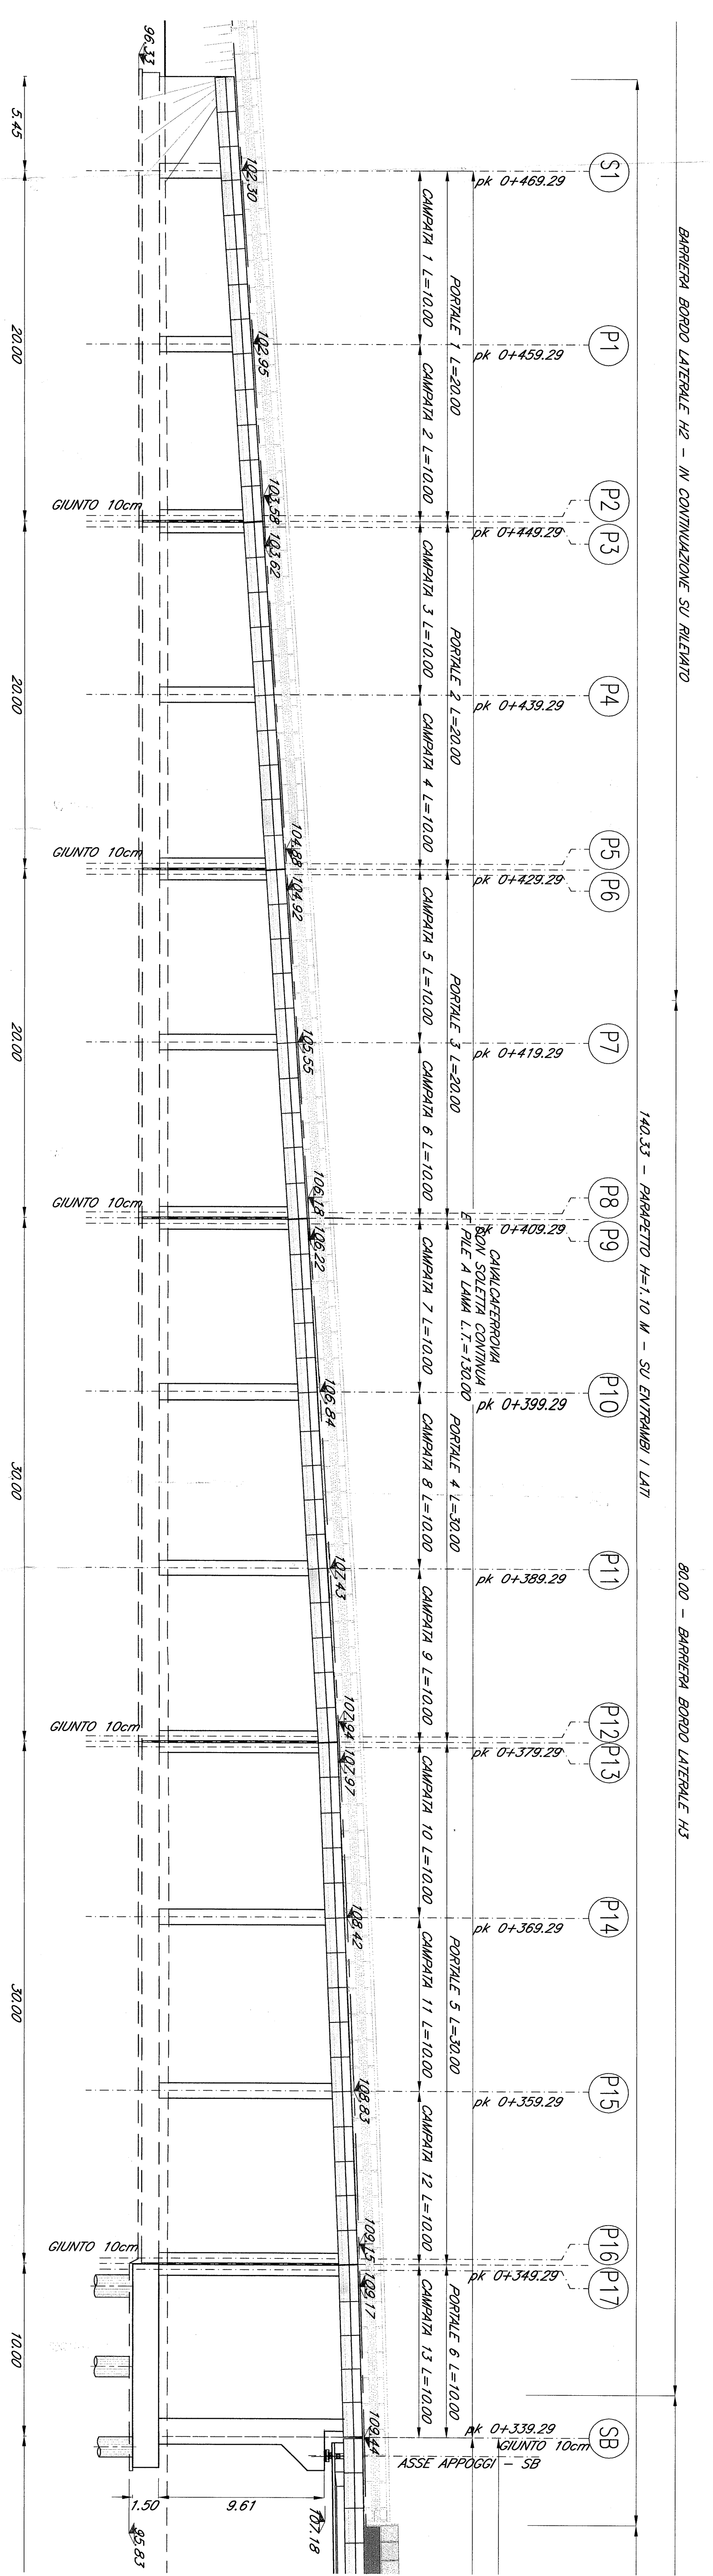 BARRIERA BORDO LATERALE H2 - IN CONTINUAZIONE SU RILEVATO
80.00 - BARRIERA BORDO LATERALE H3
140.33 - PARAPETTO H=1.10 M - SU ENTRAMBI I LATI
S1
P1
P2
P3
P4
P5
P6
P7
P8
P9
P10
P11
P12
P13
P14
P15
P16
P17
SB
pk 0+469.29
pk 0+459.29
pk 0+449.29
pk 0+439.29
pk 0+429.29
pk 0+419.29
pk 0+409.29
pk 0+399.29
pk 0+389.29
pk 0+379.29
pk 0+369.29
pk 0+359.29
pk 0+349.29
pk 0+339.29
GIUNTO 10cm
ASSE APPOGGI - SB
CAVALCAFERROVIA
CON SOLETTA CONTINUA
E PILE A LAMA L.T.=130.00
PORTALE 1 L=20.00
PORTALE 2 L=20.00
PORTALE 3 L=20.00
PORTALE 4 L=30.00
PORTALE 5 L=30.00
PORTALE 6 L=10.00
CAMPATA 1 L=10.00
CAMPATA 2 L=10.00
CAMPATA 3 L=10.00
CAMPATA 4 L=10.00
CAMPATA 5 L=10.00
CAMPATA 6 L=10.00
CAMPATA 7 L=10.00
CAMPATA 8 L=10.00
CAMPATA 9 L=10.00
CAMPATA 10 L=10.00
CAMPATA 11 L=10.00
CAMPATA 12 L=10.00
CAMPATA 13 L=10.00
102.30
102.95
103.58
103.62
104.88
104.92
105.55
106.18
106.22
106.84
107.43
107.94
107.97
108.42
108.83
109.15
109.17
109.44
107.18
9.61
1.50
95.83
96.33
GIUNTO 10cm
GIUNTO 10cm
GIUNTO 10cm
GIUNTO 10cm
GIUNTO 10cm
5.45
20.00
20.00
20.00
30.00
30.00
10.00